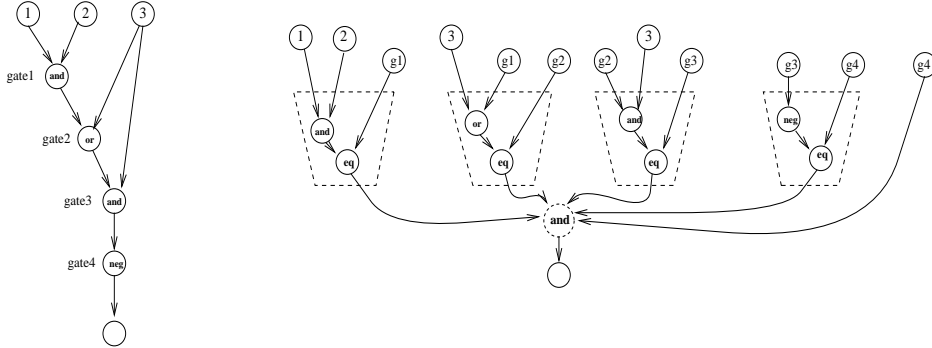 1 2 3
gate1 and
gate2 or
gate3 and
gate4 neg
1 2 g1
and
eq
3 g1 g2
or
eq
g2 3 g3
and
eq
g3 g4
neg
eq
g4
and